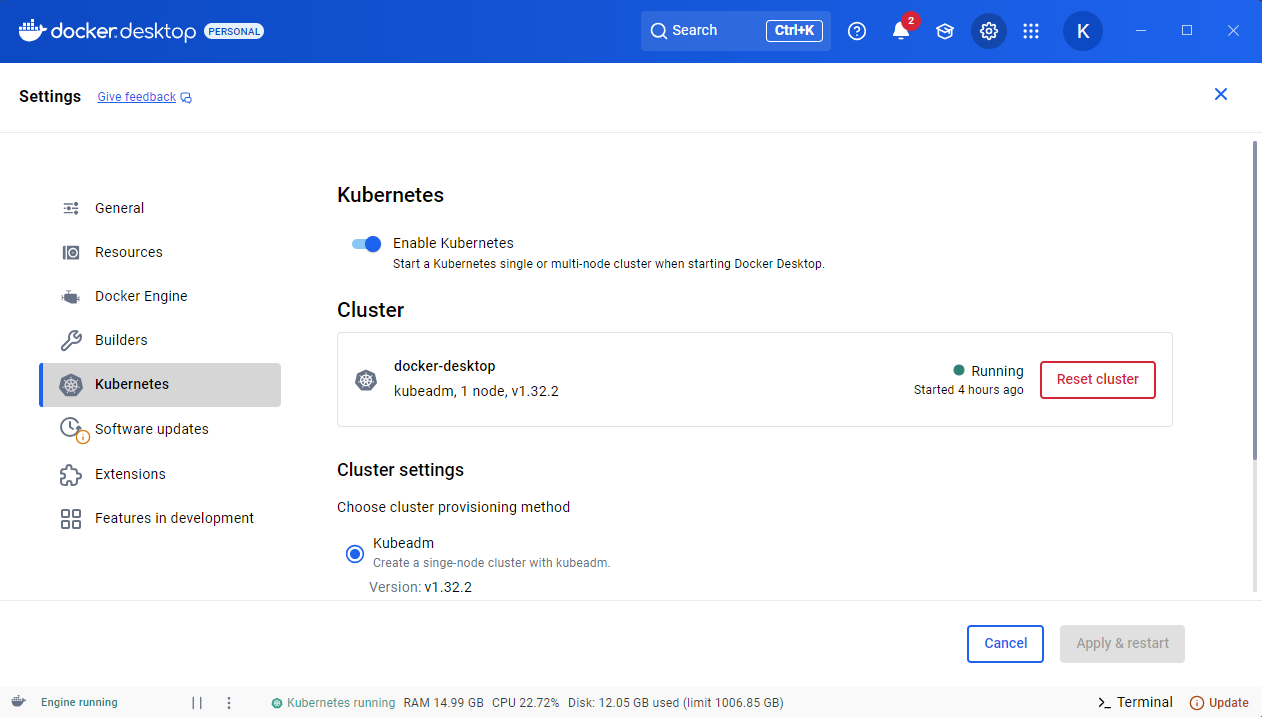 docker.desktop PERSONAL
Search Ctrl+K
2
K
Settings Give feedback
General
Resources
Docker Engine
Builders
Kubernetes
Software updates
Extensions
Features in development
Kubernetes
Enable Kubernetes
Start a Kubernetes single or multi-node cluster when starting Docker Desktop.
Cluster
docker-desktop
kubeadm, 1 node, v1.32.2
Running
Started 4 hours ago
Reset cluster
Cluster settings
Choose cluster provisioning method
Kubeadm
Create a singe-node cluster with kubeadm.
Version: v1.32.2
Cancel Apply & restart
Engine running Kubernetes running RAM 14.99 GB CPU 22.72% Disk: 12.05 GB used (limit 1006.85 GB) Terminal Update